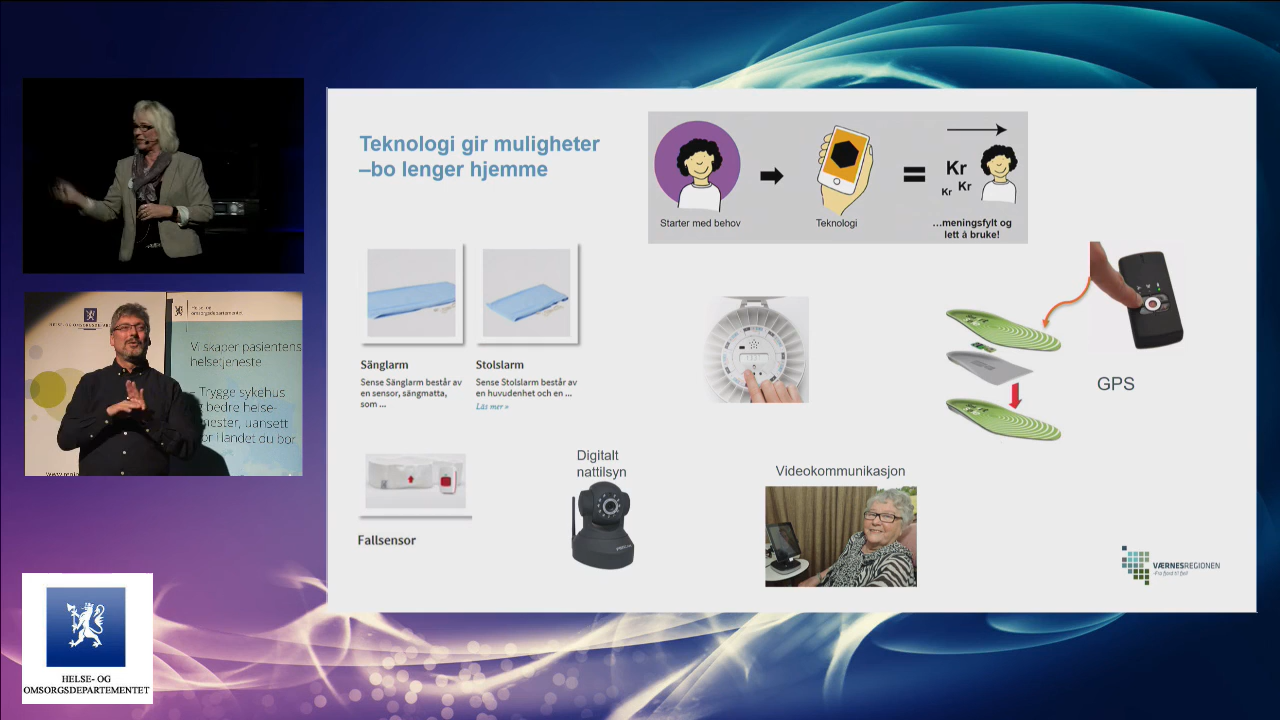 Teknologi gir muligheter
–bo lenger hjemme
Starter med behov
Teknologi
Kr
Kr
Kr
...meningsfylt og
lett å bruke!
Sänglarm
Sense Sänglarm består av
en sensor, sängmatta,
som ...
Stolslarm
Sense Stolslarm består av
en huvudenhet och en ...
Läs mer »
GPS
Fallsensor
Digitalt
nattilsyn
Videokommunikasjon
VÆRNESREGIONEN
Vi skaper pasientens
helsetjeneste
Trygge sykehus
bedre helse-
uansett
landet du bor
HELSE- OG
OMSORGSDEPARTEMENTET